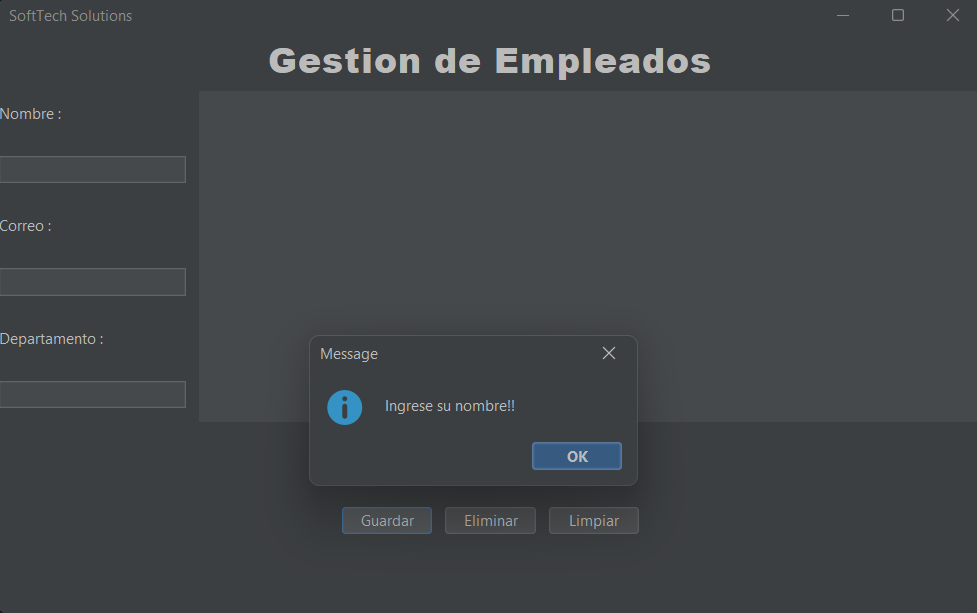 SoftTech Solutions
Gestion de Empleados
Nombre :
Correo :
Departamento :
Message
Ingrese su nombre!!
OK
Guardar
Eliminar
Limpiar